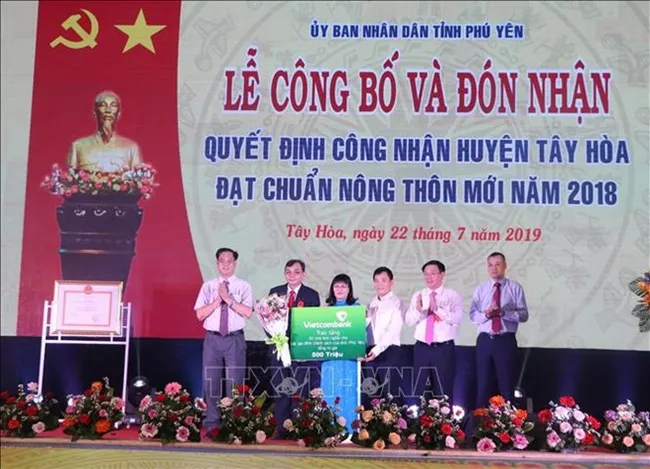 ỦY BAN NHÂN DÂN TỈNH PHÚ YÊN
LỄ CÔNG BỐ VÀ ĐÓN NHẬN
QUYẾT ĐỊNH CÔNG NHẬN HUYỆN TÂY HÒA
ĐẠT CHUẨN NÔNG THÔN MỚI NĂM 2018
Tây Hòa, ngày 22 tháng 7 năm 2019
Vietcombank
Trao tặng
500 Triệu
TTXVN-VNA